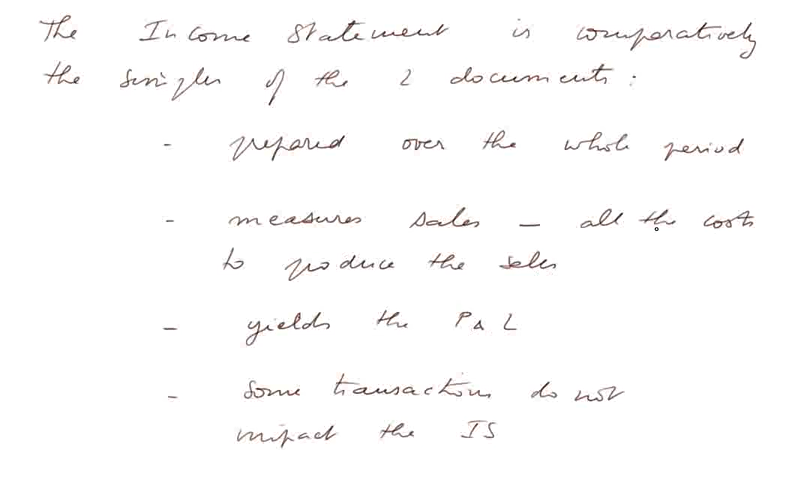 The Income Statement is comparatively
the simpler of the 2 documents:
- prepared over the whole period
- measures sales – all the costs
to produce the sales
- yields the P & L
- Some transactions do not
impact the IS